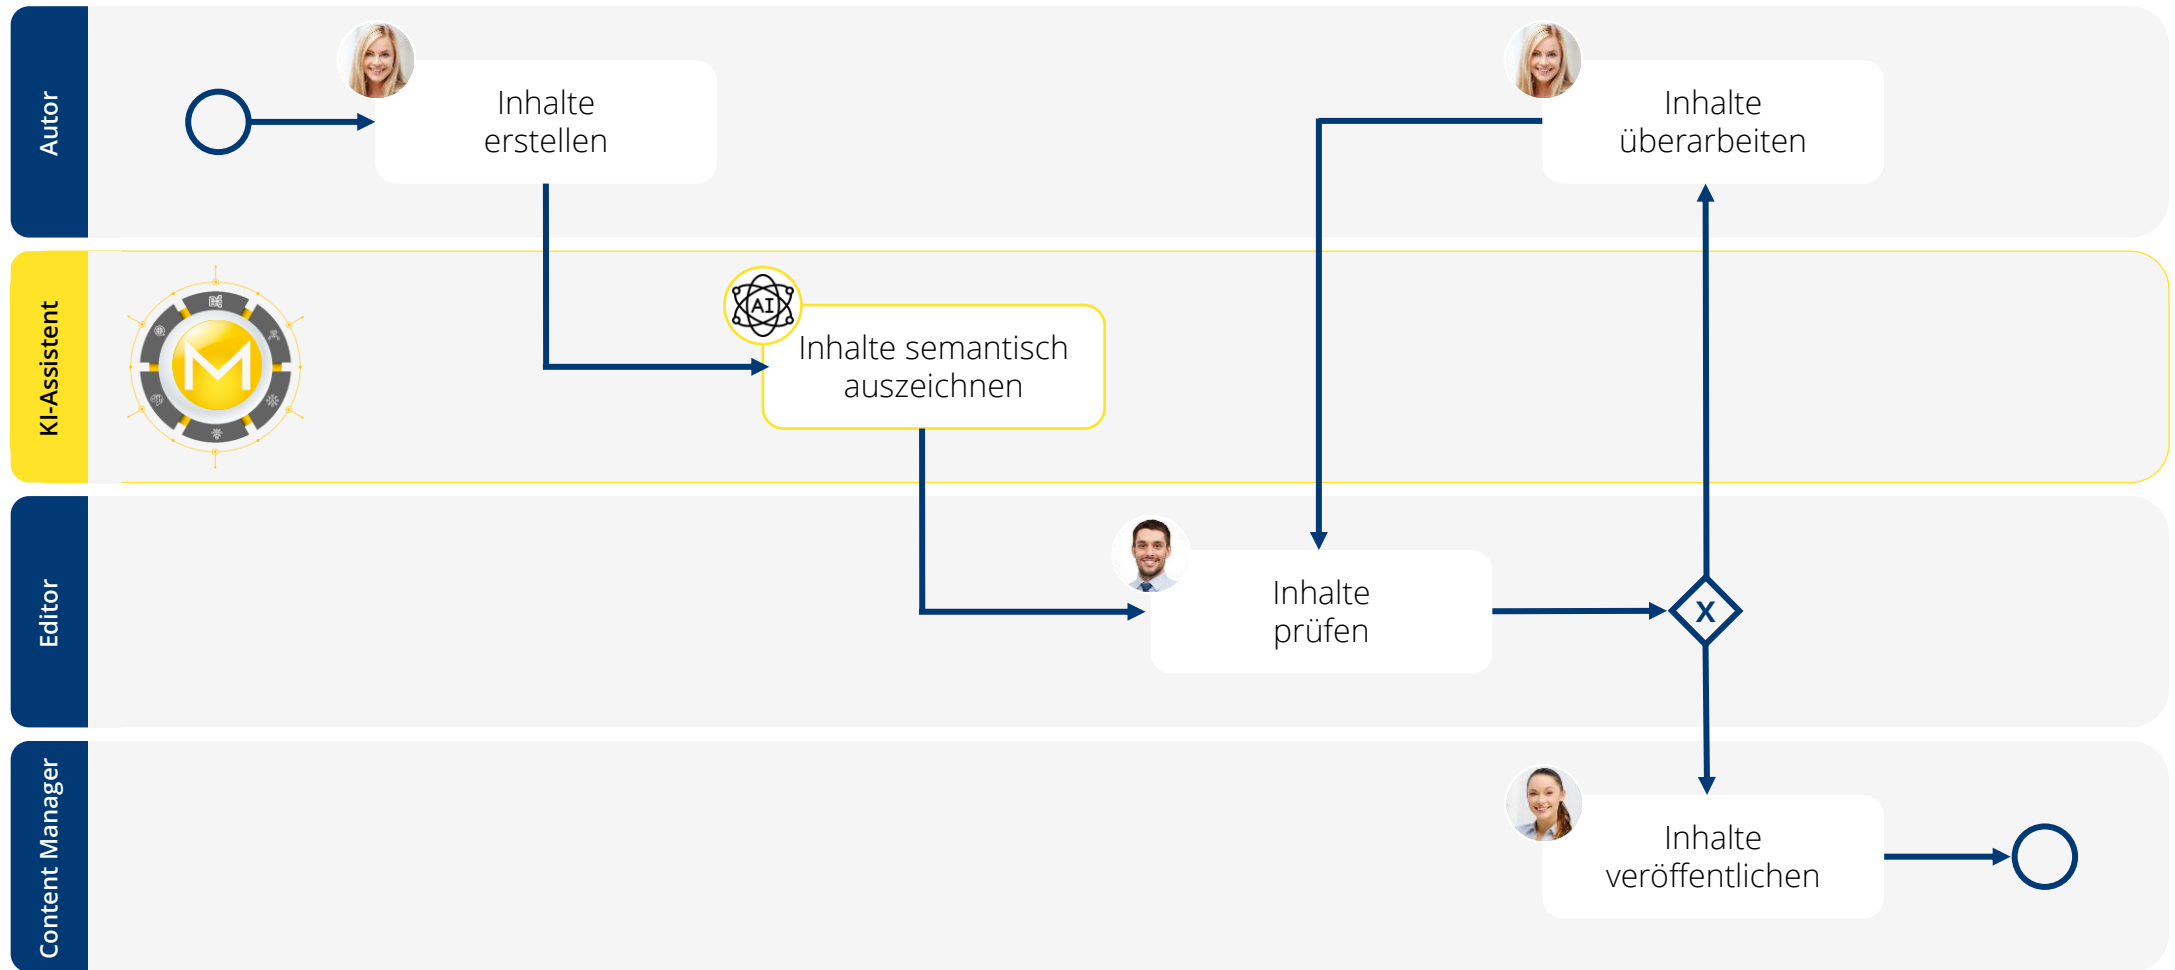 Autor
Inhalte
erstellen
Inhalte
überarbeiten
KI-Assistent
M
AI
Inhalte semantisch
auszeichnen
Editor
Inhalte
prüfen
X
Content Manager
Inhalte
veröffentlichen